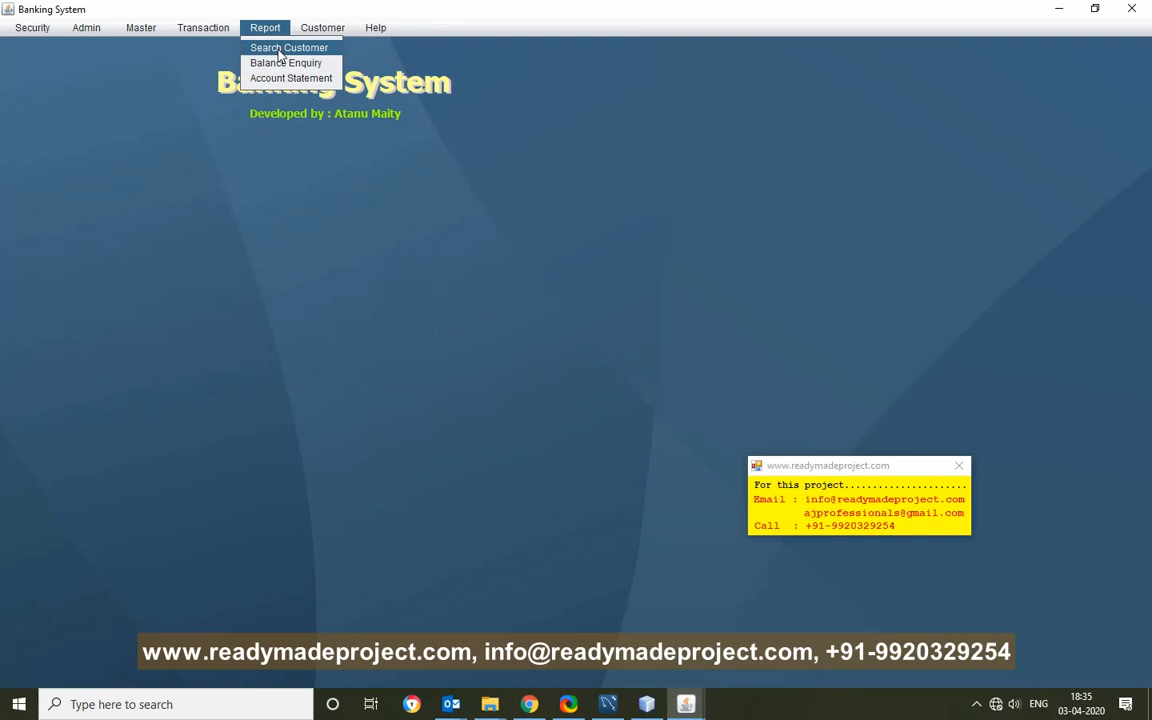 Banking System
Security Admin Master Transaction Report Customer Help
Search Customer
Balance Enquiry
Account Statement
Banking System
Developed by : Atanu Maity
www.readymadeproject.com
For this project......................
Email : info@readymadeproject.com
ajprofessionals@gmail.com
Call : +91-9920329254
www.readymadeproject.com, info@readymadeproject.com, +91-9920329254
Type here to search
ENG
18:35
03-04-2020